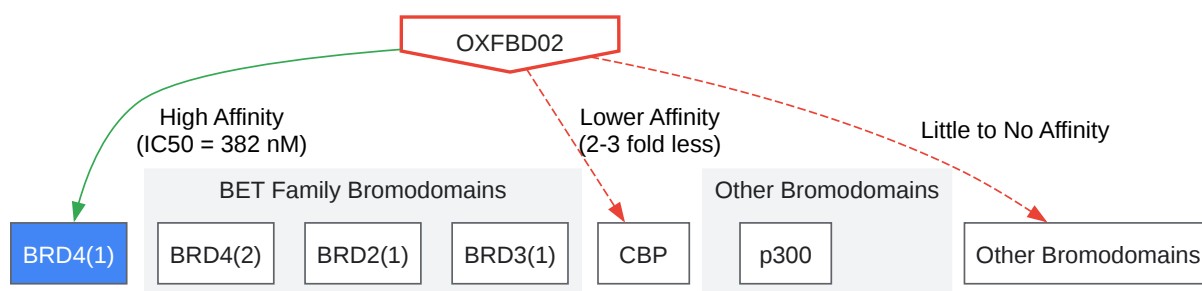 OXFBD02
High Affinity
(IC50 = 382 nM)
Lower Affinity
(2-3 fold less)
Little to No Affinity
BET Family Bromodomains
Other Bromodomains
BRD4(1)
BRD4(2)
BRD2(1)
BRD3(1)
CBP
p300
Other Bromodomains